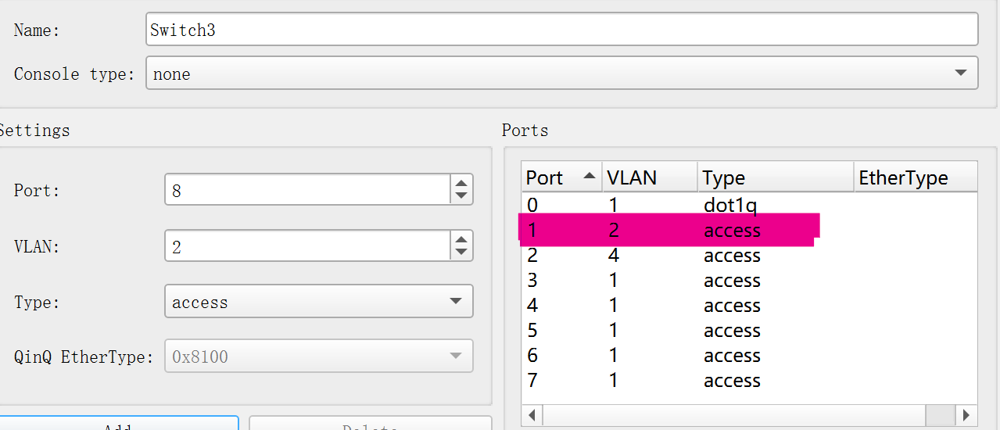 Name: Switch3
Console type: none
Settings
Port: 8
VLAN: 2
Type: access
QinQ EtherType: 0x8100
Add
Delete
Ports
Port VLAN Type EtherType
0 1 dot1q
1 2 access
2 4 access
3 1 access
4 1 access
5 1 access
6 1 access
7 1 access